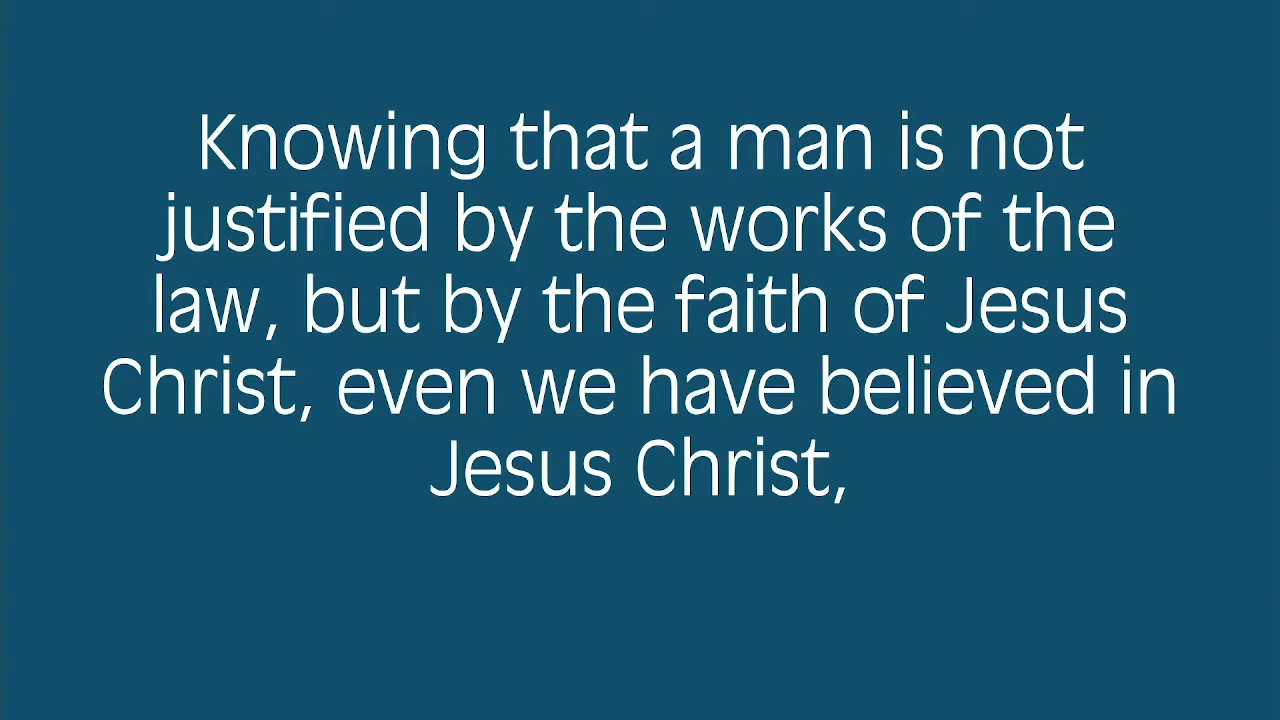 Knowing that a man is not
justified by the works of the
law, but by the faith of Jesus
Christ, even we have believed in
Jesus Christ,